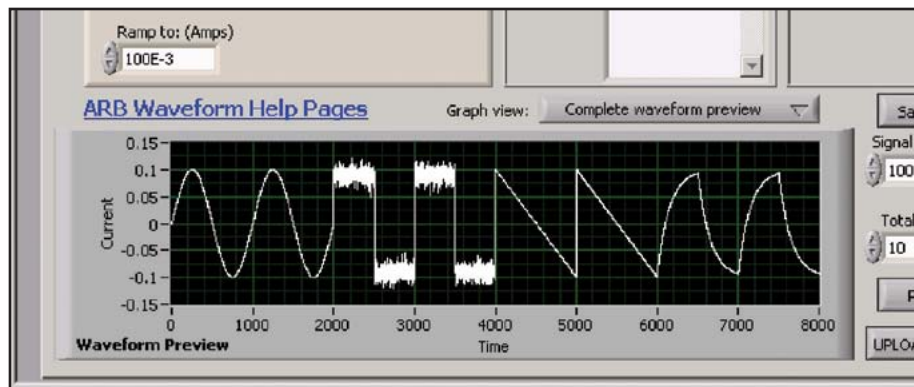 Ramp to: (Amps)
100E-3
ARB Waveform Help Pages
Graph view:
Complete waveform preview
Signal
100
Total
10
Current
0.15
0.1
0.05
0
-0.05
-0.1
-0.15
0 1000 2000 3000 4000 5000 6000 7000 8000
Waveform Preview
Time